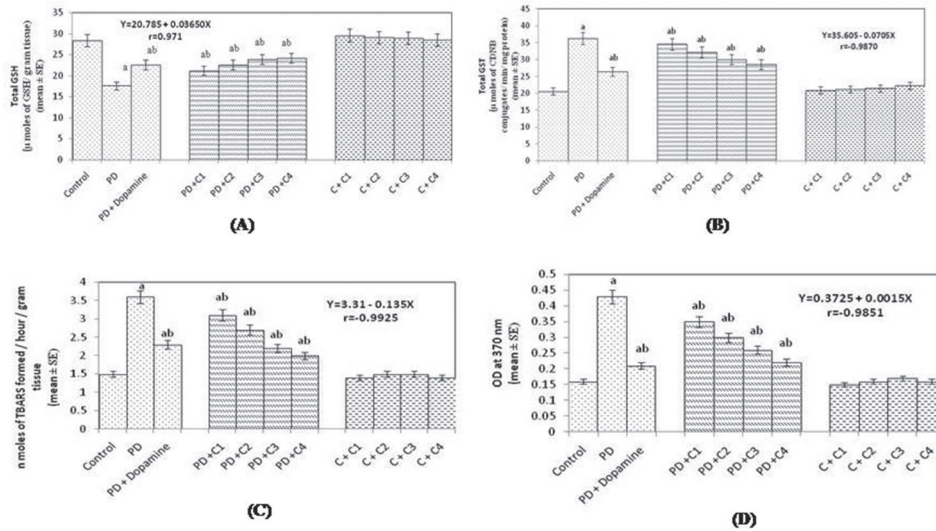 Total GSH
(μ moles of GSH/ gram tissue)
(mean ± SE)
35
30
25
20
15
10
5
0
Y=20.785 + 0.03650X
r=0.971
a
ab
ab
ab
ab
ab
Control
PD
PD + Dopamine
PD+C1
PD+C2
PD+C3
PD+C4
C + C1
C + C2
C + C3
C + C4
(A)
Total GST
(μ moles of CDNB
conjugates/ min/ mg protein)
(mean ± SE)
45
40
35
30
25
20
15
10
5
0
Y=35.605 - 0.0705X
r=-0.9870
a
ab
ab
ab
ab
ab
Control
PD
PD + Dopamine
PD+C1
PD+C2
PD+C3
PD+C4
C + C1
C + C2
C + C3
C + C4
(B)
n moles of TBARS formed / hour / gram
tissue
(mean ± SE)
4
3.5
3
2.5
2
1.5
1
0.5
0
Y=3.31 - 0.135X
r=-0.9925
a
ab
ab
ab
ab
ab
Control
PD
PD + Dopamine
PD+C1
PD +C2
PD +C3
PD+C4
C + C1
C + C2
C + C3
C + C4
(C)
OD at 370 nm
(mean ± SE)
0.5
0.45
0.4
0.35
0.3
0.25
0.2
0.15
0.1
0.05
0
Y=0.3725 + 0.0015X
r=-0.9851
a
ab
ab
ab
ab
ab
Control
PD
PD + Dopamine
PD+C1
PD +C2
PD +C3
PD +C4
C + C1
C + C2
C + C3
C + C4
(D)